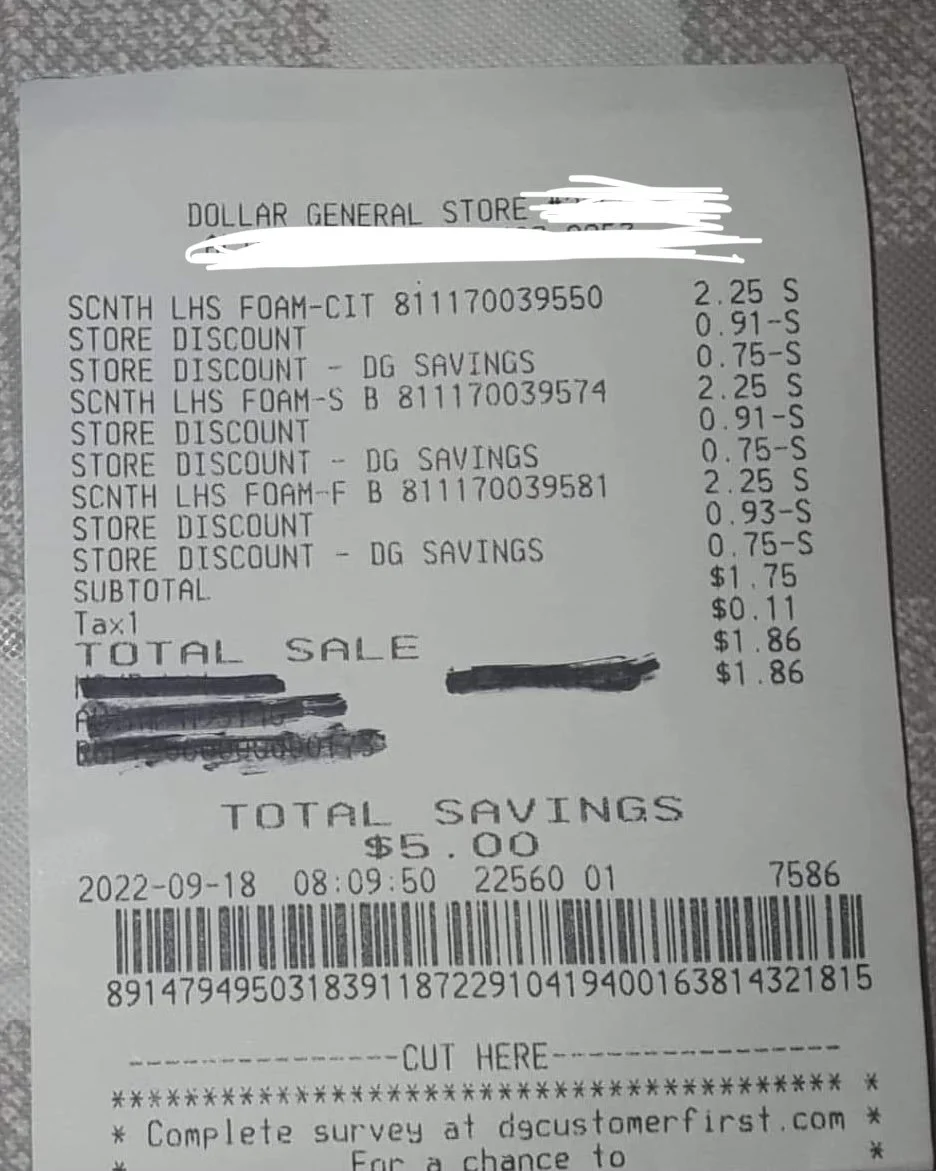 DOLLAR GENERAL STORE
SCNTH LHS FOAM-CIT 811170039550 2.25 S
STORE DISCOUNT 0.91-S
STORE DISCOUNT - DG SAVINGS 0.75-S
SCNTH LHS FOAM-S B 811170039574 2.25 S
STORE DISCOUNT 0.91-S
STORE DISCOUNT - DG SAVINGS 0.75-S
SCNTH LHS FOAM-F B 811170039581 2.25 S
STORE DISCOUNT 0.93-S
STORE DISCOUNT - DG SAVINGS 0.75-S
SUBTOTAL $1.75
Tax1 $0.11
TOTAL SALE $1.86
$1.86
TOTAL SAVINGS
$5.00
2022-09-18 08:09:50 22560 01 7586
891479495031839118722910419400163814321815
-----------------CUT HERE------------------
****************************************** *
* Complete survey at dgcustomerfirst.com *
* For a chance to *